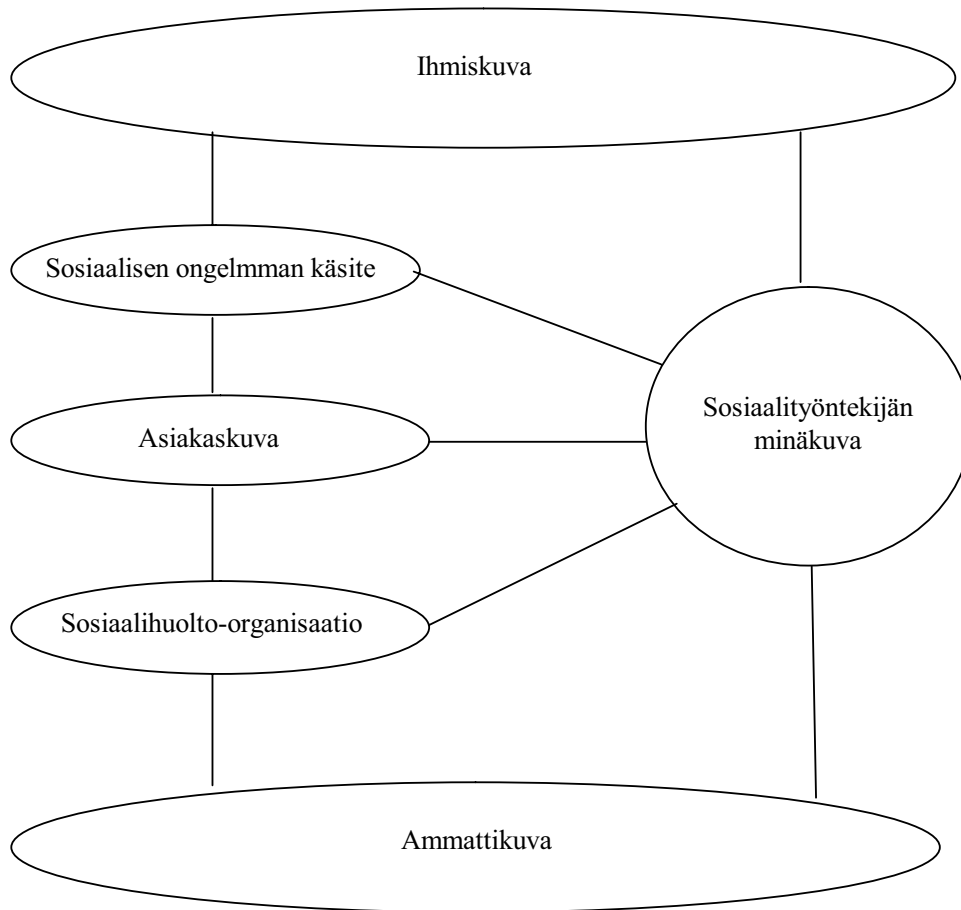 Ihmiskuva
Sosiaalisen ongelmman käsite
Asiakaskuva
Sosiaalityöntekijän
minäkuva
Sosiaalihuolto-organisaatio
Ammattikuva